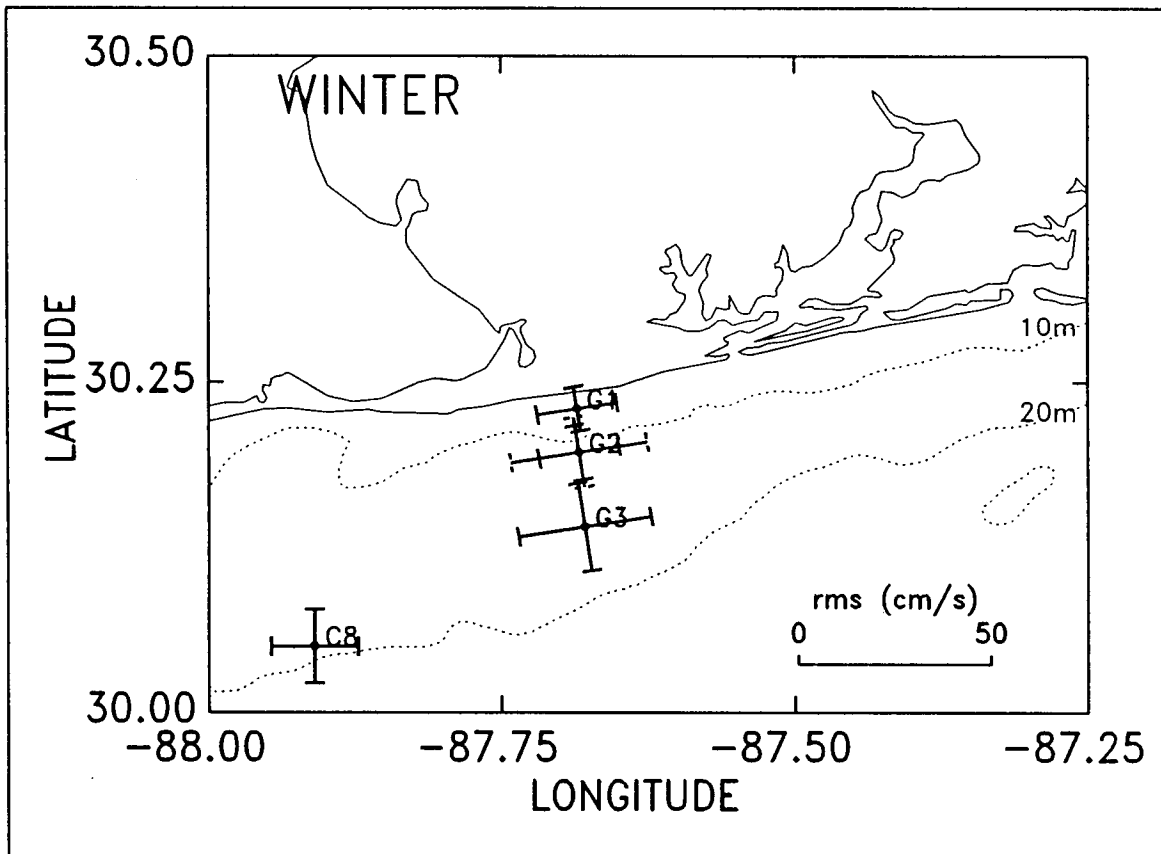 WINTER
30.50
30.25
30.00
LATITUDE
10m
20m
G1
G2
G3
C8
rms (cm/s)
0 50
-88.00 -87.75 -87.50 -87.25
LONGITUDE